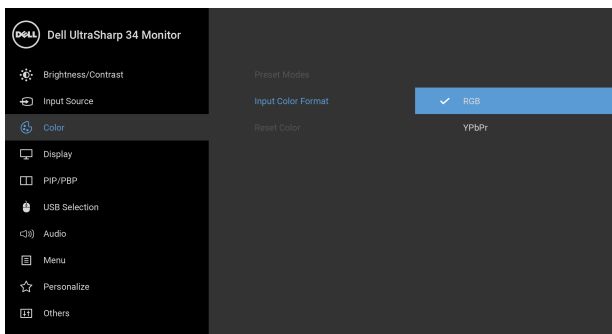 DELL Dell UltraSharp 34 Monitor
Brightness/Contrast Preset Modes
Input Source Input Color Format RGB
Color Reset Color YPbPr
Display
PIP/PBP
USB Selection
Audio
Menu
Personalize
Others